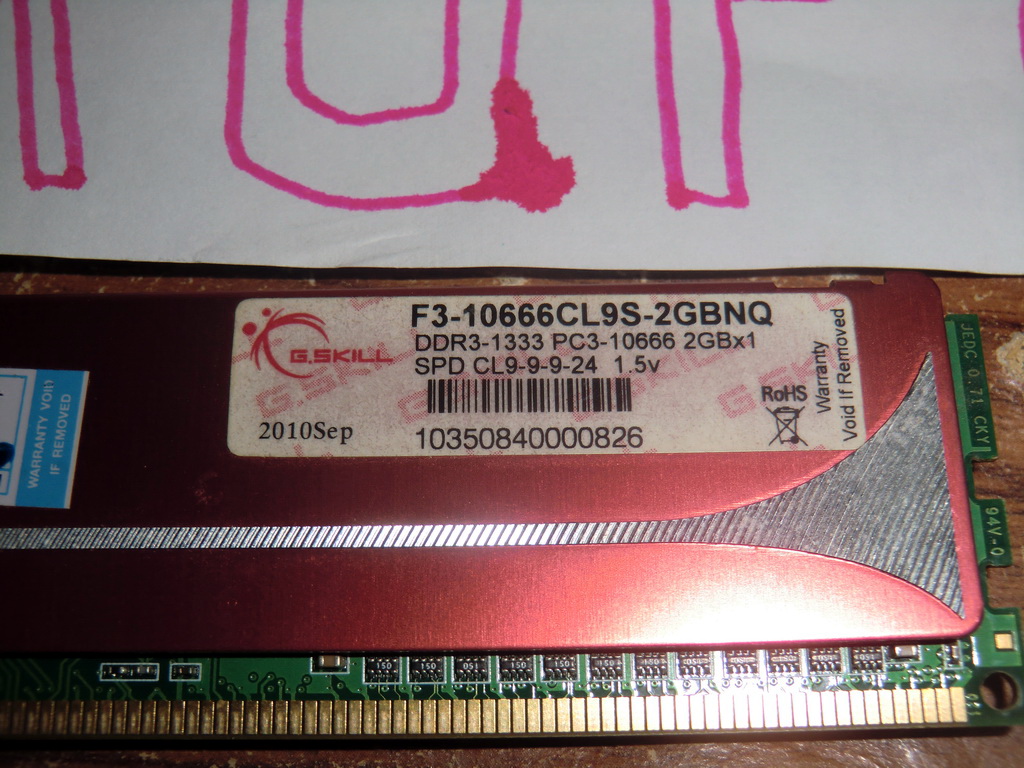 F3-10666CL9S-2GBNQ
DDR3-1333 PC3-10666 2GBx1
SPD CL9-9-9-24 1.5v
G.SKILL
2010Sep
10350840000826
RoHS
Warranty
Void If Removed
WARRANTY VOID
IF REMOVED
JEDC 0.71 CKY
94V-0